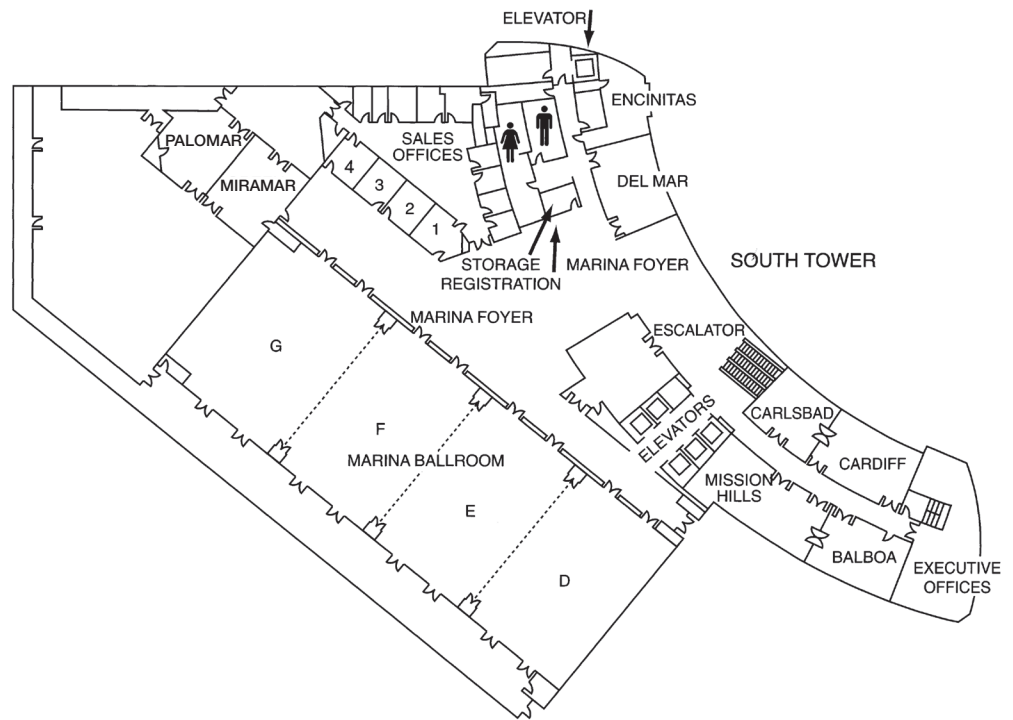 ELEVATOR
ENCINITAS
PALOMAR
SALES
OFFICES
MIRAMAR
4
3
2
1
DEL MAR
STORAGE
REGISTRATION
MARINA FOYER
SOUTH TOWER
MARINA FOYER
ESCALATOR
G
F
MARINA BALLROOM
E
D
ELEVATORS
CARLSBAD
CARDIFF
MISSION
HILLS
BALBOA
EXECUTIVE
OFFICES